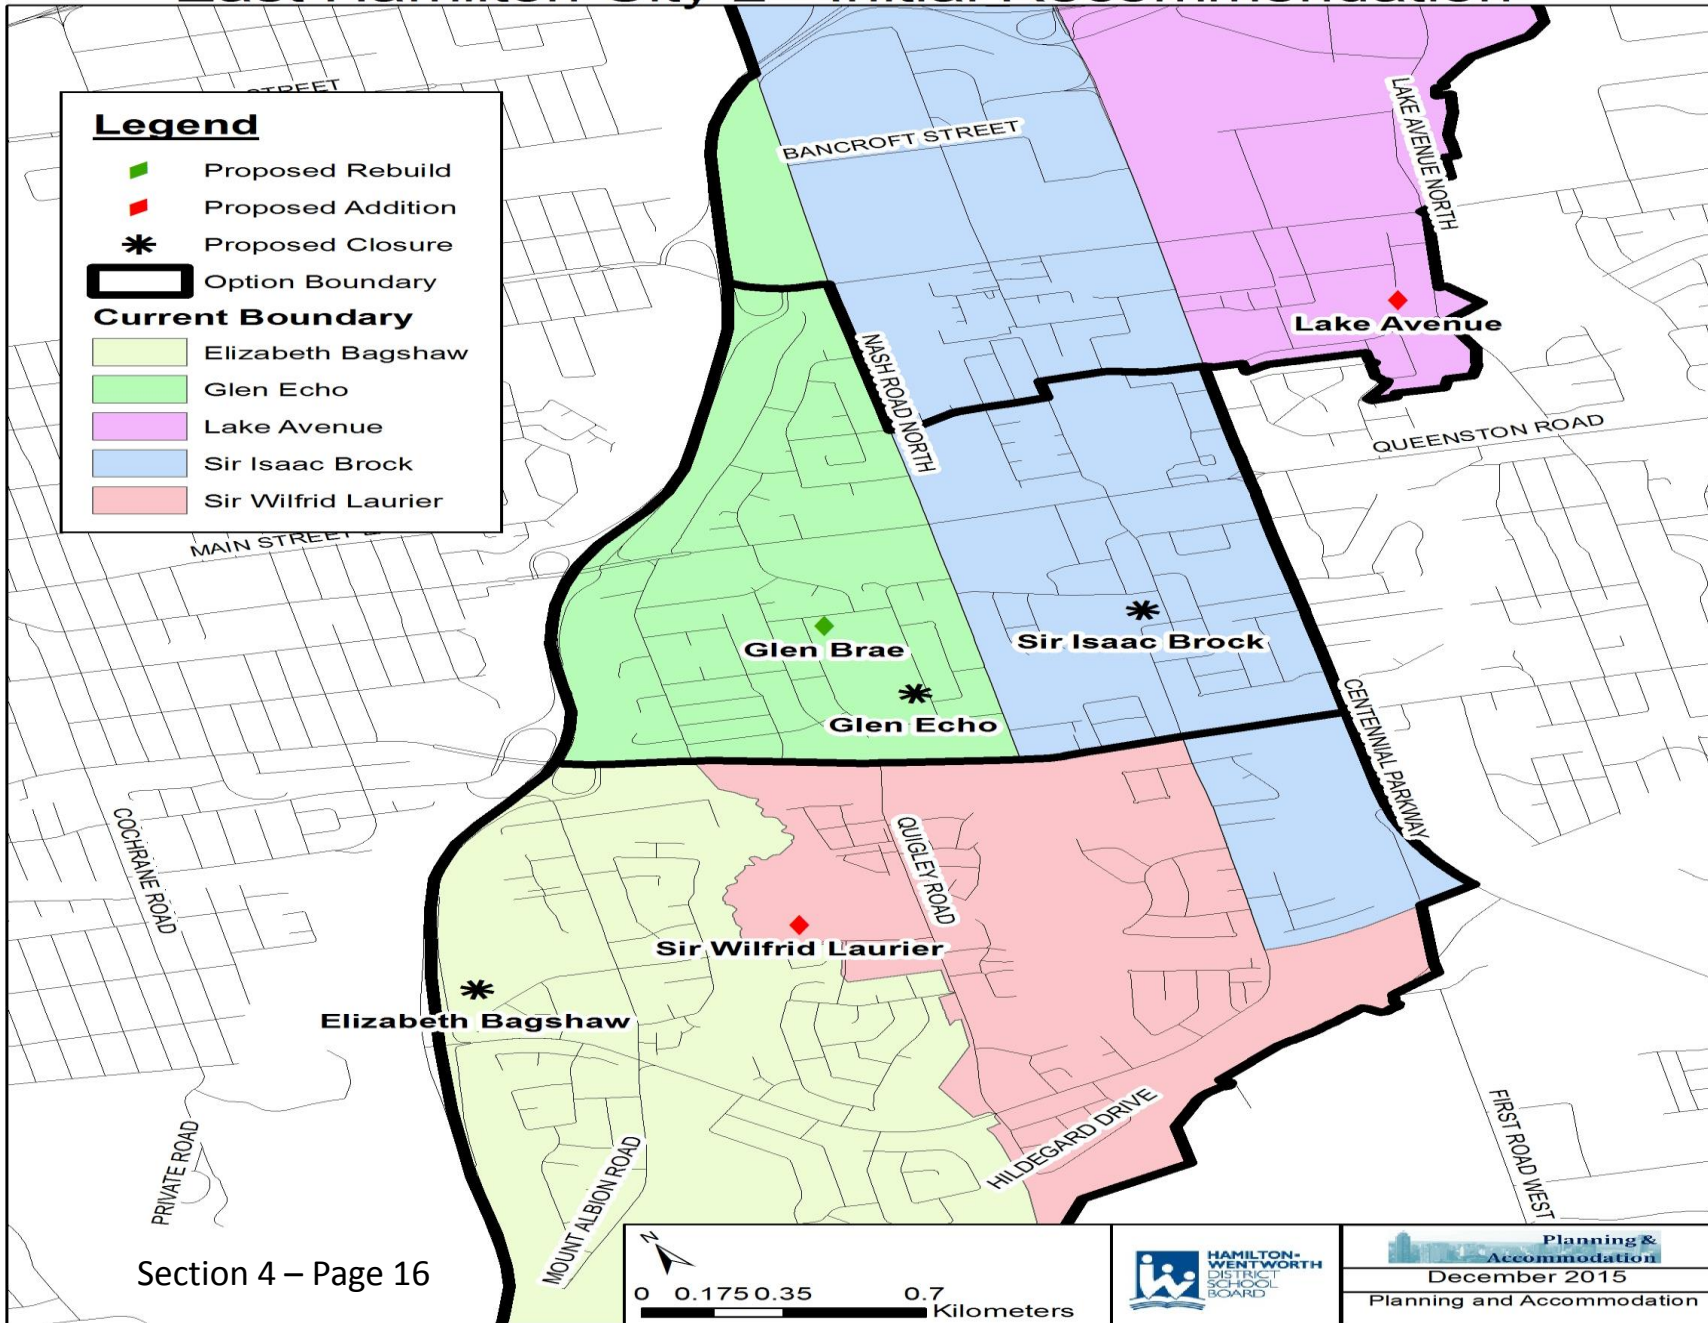 STREET
Legend
Proposed Rebuild
Proposed Addition
Proposed Closure
Option Boundary
Current Boundary
Elizabeth Bagshaw
Glen Echo
Lake Avenue
Sir Isaac Brock
Sir Wilfrid Laurier
MAIN STREET
BANCROFT STREET
LAKE AVENUE NORTH
Lake Avenue
NASH ROAD NORTH
QUEENSTON ROAD
Glen Brae
Sir Isaac Brock
Glen Echo
CENTENNIAL PARKWAY
COCHRANE ROAD
QUIGLEY ROAD
Sir Wilfrid Laurier
Elizabeth Bagshaw
HILDEGARD DRIVE
FIRST ROAD WEST
PRIVATE ROAD
MOUNT ALBION ROAD
Section 4 – Page 16
N
0 0.175 0.35 0.7
Kilometers
HAMILTON-
WENTWORTH
DISTRICT
SCHOOL
BOARD
Planning &
Accommodation
December 2015
Planning and Accommodation